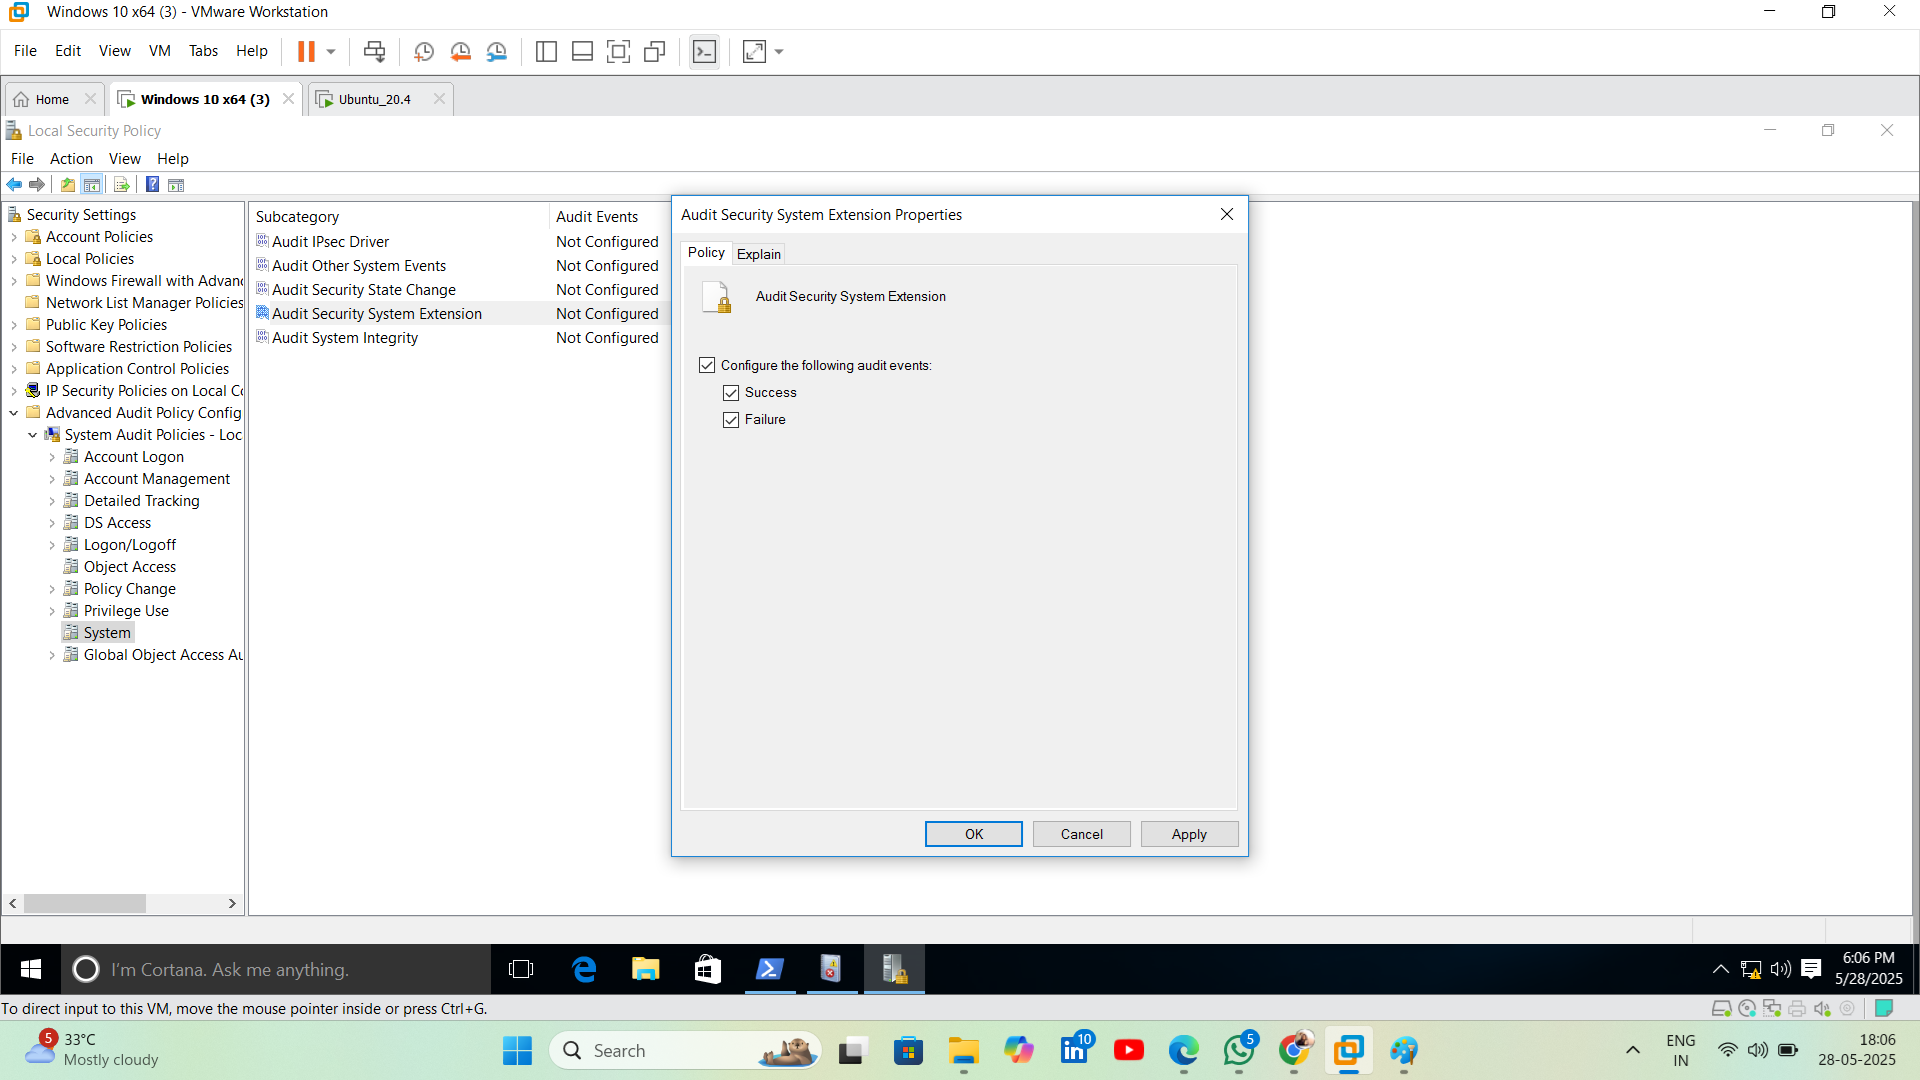 Windows 10 x64 (3) - VMware Workstation
File Edit View VM Tabs Help
Home
Windows 10 x64 (3)
Ubuntu_20.4
Local Security Policy
File Action View Help
Security Settings
Account Policies
Local Policies
Windows Firewall with Advanc
Network List Manager Policies
Public Key Policies
Software Restriction Policies
Application Control Policies
IP Security Policies on Local Co
Advanced Audit Policy Config
System Audit Policies - Loc
Account Logon
Account Management
Detailed Tracking
DS Access
Logon/Logoff
Object Access
Policy Change
Privilege Use
System
Global Object Access Au
Subcategory Audit Events
Audit IPsec Driver Not Configured
Audit Other System Events Not Configured
Audit Security State Change Not Configured
Audit Security System Extension Not Configured
Audit System Integrity Not Configured
Audit Security System Extension Properties
Policy Explain
Audit Security System Extension
Configure the following audit events:
Success
Failure
OK Cancel Apply
I'm Cortana. Ask me anything.
6:06 PM
5/28/2025
To direct input to this VM, move the mouse pointer inside or press Ctrl+G.
5
33°C
Mostly cloudy
Search
10
5
ENG
IN
18:06
28-05-2025